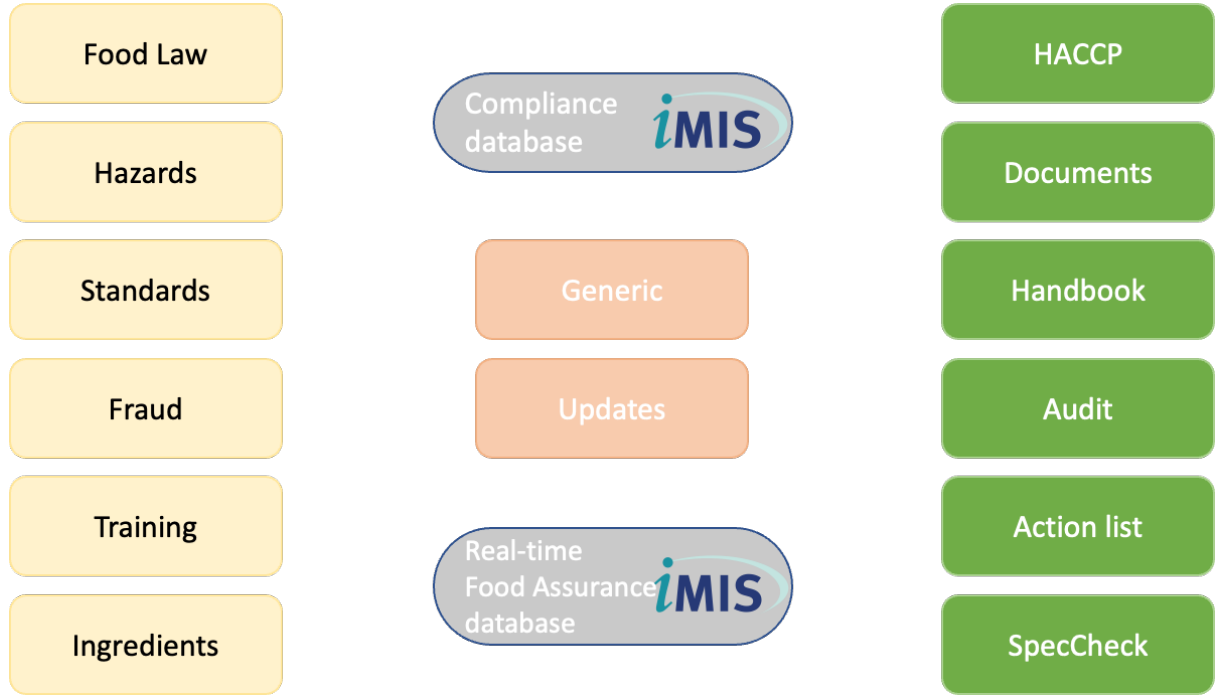 Food Law
Hazards
Standards
Fraud
Training
Ingredients
Compliance
database
iMIS
Generic
Updates
Real-time
Food Assurance
database
iMIS
HACCP
Documents
Handbook
Audit
Action list
SpecCheck